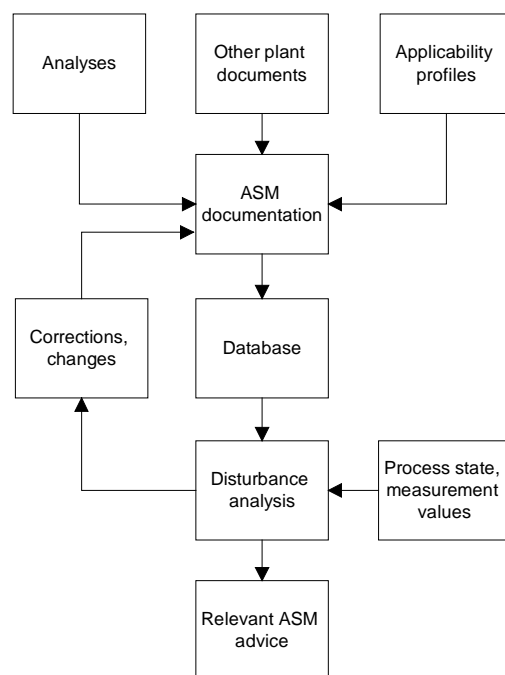 Analyses
Other plant
documents
Applicability
profiles
ASM
documentation
Corrections,
changes
Database
Disturbance
analysis
Process state,
measurement
values
Relevant ASM
advice